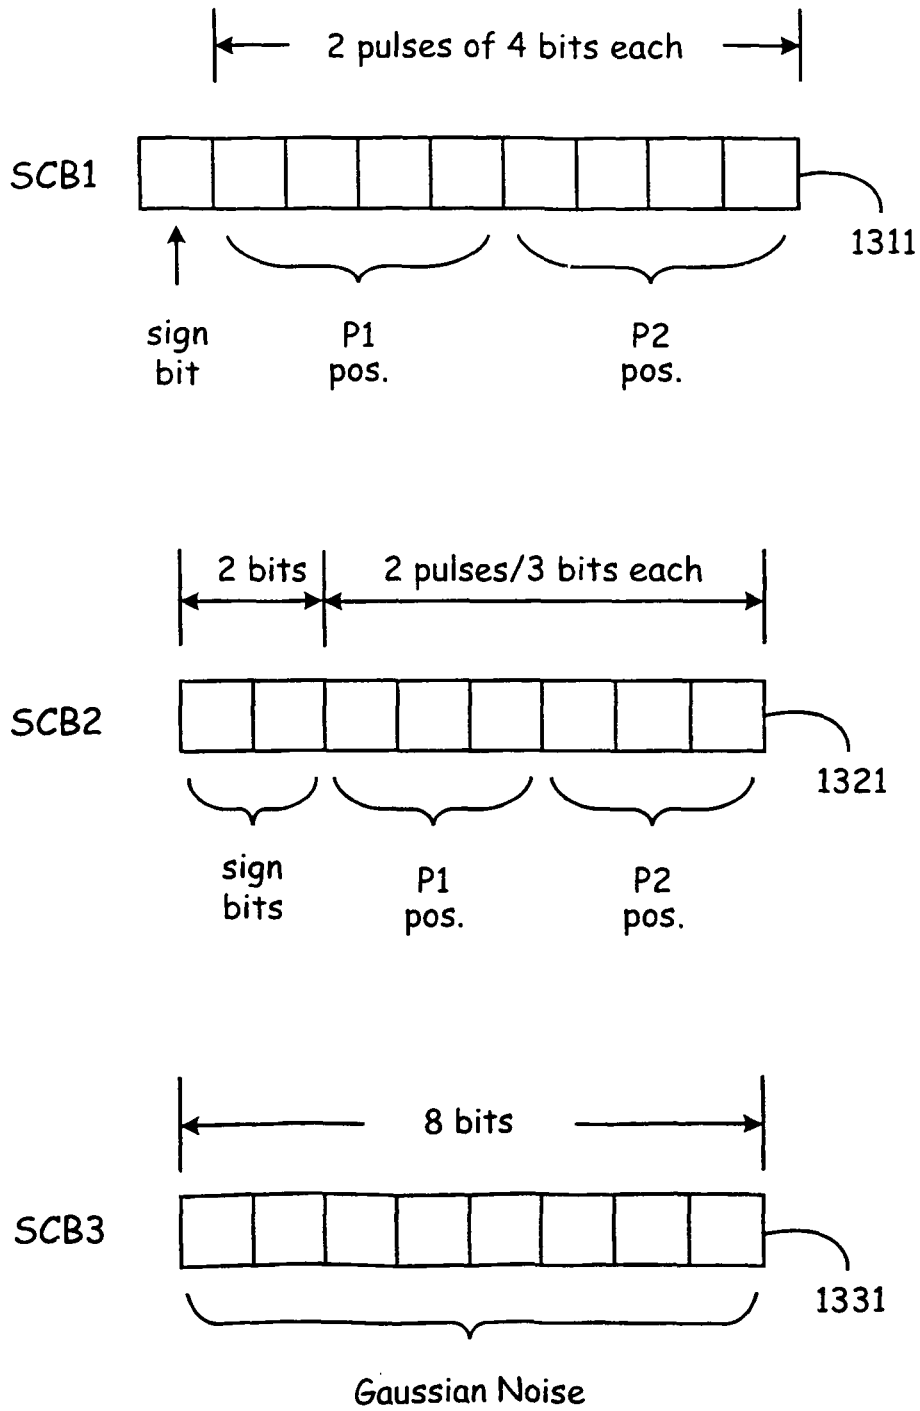 2 pulses of 4 bits each
SCB1
1311
sign
bit
P1
pos.
P2
pos.
2 bits
2 pulses/3 bits each
SCB2
1321
sign
bits
P1
pos.
P2
pos.
8 bits
SCB3
1331
Gaussian Noise